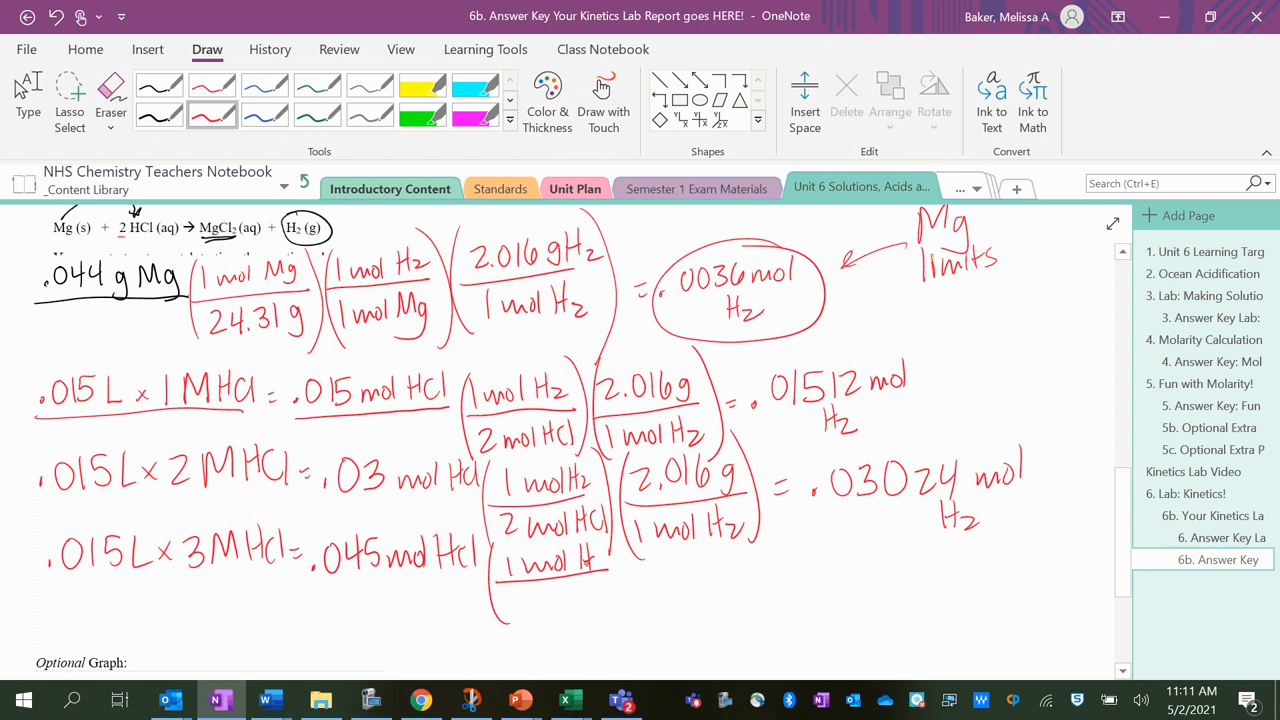 6b. Answer Key Your Kinetics Lab Report goes HERE! - OneNote
Baker, Melissa A
File Home Insert Draw History Review View Learning Tools Class Notebook
Type Lasso Select Eraser Color & Thickness Draw with Touch Insert Space Delete Arrange Rotate Ink to Text Ink to Math
Tools Shapes Edit Convert
NHS Chemistry Teachers Notebook
_Content Library
Introductory Content Standards Unit Plan Semester 1 Exam Materials Unit 6 Solutions, Acids a... ... +
Search (Ctrl+E)
Add Page
1. Unit 6 Learning Targ
2. Ocean Acidification
3. Lab: Making Solutio
3. Answer Key Lab:
4. Molarity Calculation
4. Answer Key: Mol
5. Fun with Molarity!
5. Answer Key: Fun
5b. Optional Extra
5c. Optional Extra P
Kinetics Lab Video
6. Lab: Kinetics!
6b. Your Kinetics La
6. Answer Key La
6b. Answer Key
Mg (s) + 2 HCl (aq) → MgCl2 (aq) + H2 (g)
Mg limits
.044 g Mg (1 mol Mg / 24.31 g) (1 mol H2 / 1 mol Mg) (2.016 g H2 / 1 mol H2) = .0036 mol H2
.015 L x 1 M HCl = .015 mol HCl (1 mol H2 / 2 mol HCl) (2.016 g / 1 mol H2) = .01512 mol H2
.015 L x 2 M HCl = .03 mol HCl (1 mol H2 / 2 mol HCl) (2.016 g / 1 mol H2) = .03024 mol H2
.015 L x 3 M HCl = .045 mol HCl (1 mol H
Optional Graph:
11:11 AM
5/2/2021